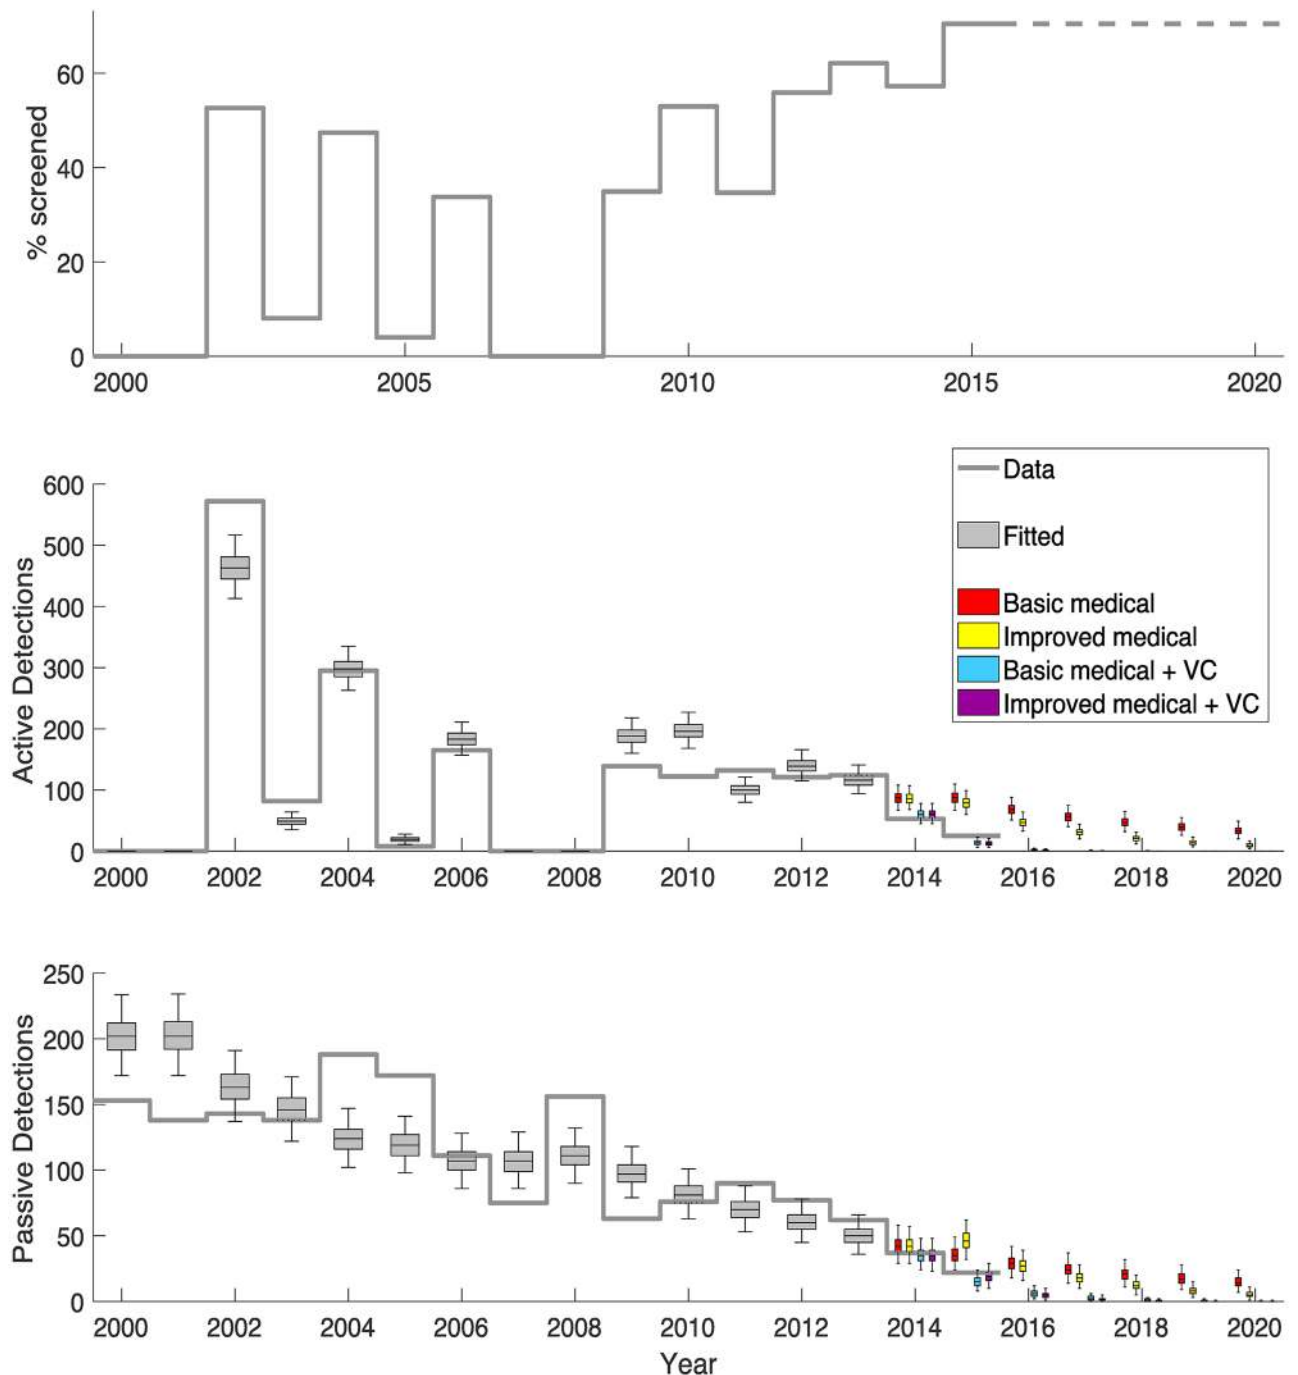 % screened
60
40
20
0
2000 2005 2010 2015 2020
Active Detections
600
500
400
300
200
100
0
2000 2002 2004 2006 2008 2010 2012 2014 2016 2018 2020
Data
Fitted
Basic medical
Improved medical
Basic medical + VC
Improved medical + VC
Passive Detections
250
200
150
100
50
0
2000 2002 2004 2006 2008 2010 2012 2014 2016 2018 2020
Year